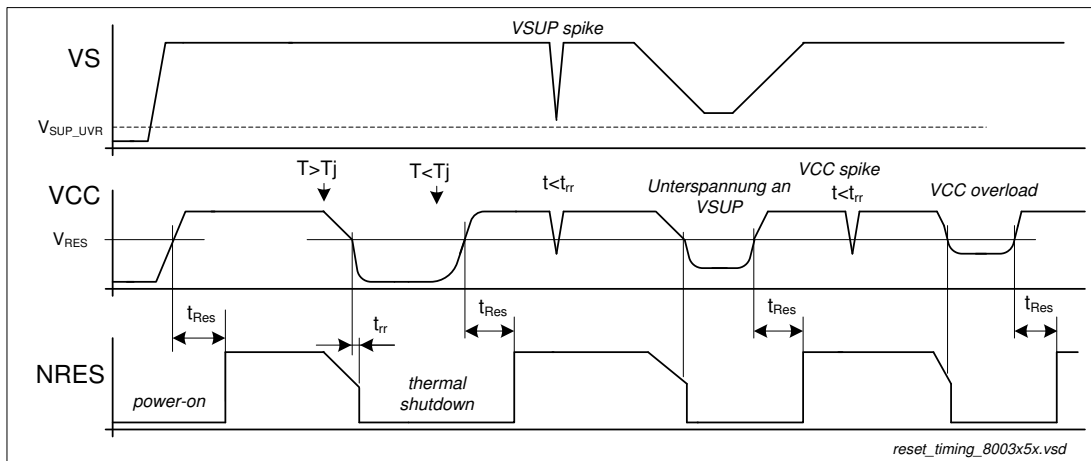 VSUP spike
VS
VSUP_UVR
T>Tj
T<Tj
VCC spike
t<trr
Unterspannung an
VSUP
t<trr
VCC overload
VCC
VRES
tRes
trr
tRes
tRes
tRes
NRES
power-on
thermal
shutdown
reset_timing_8003x5x.vsd